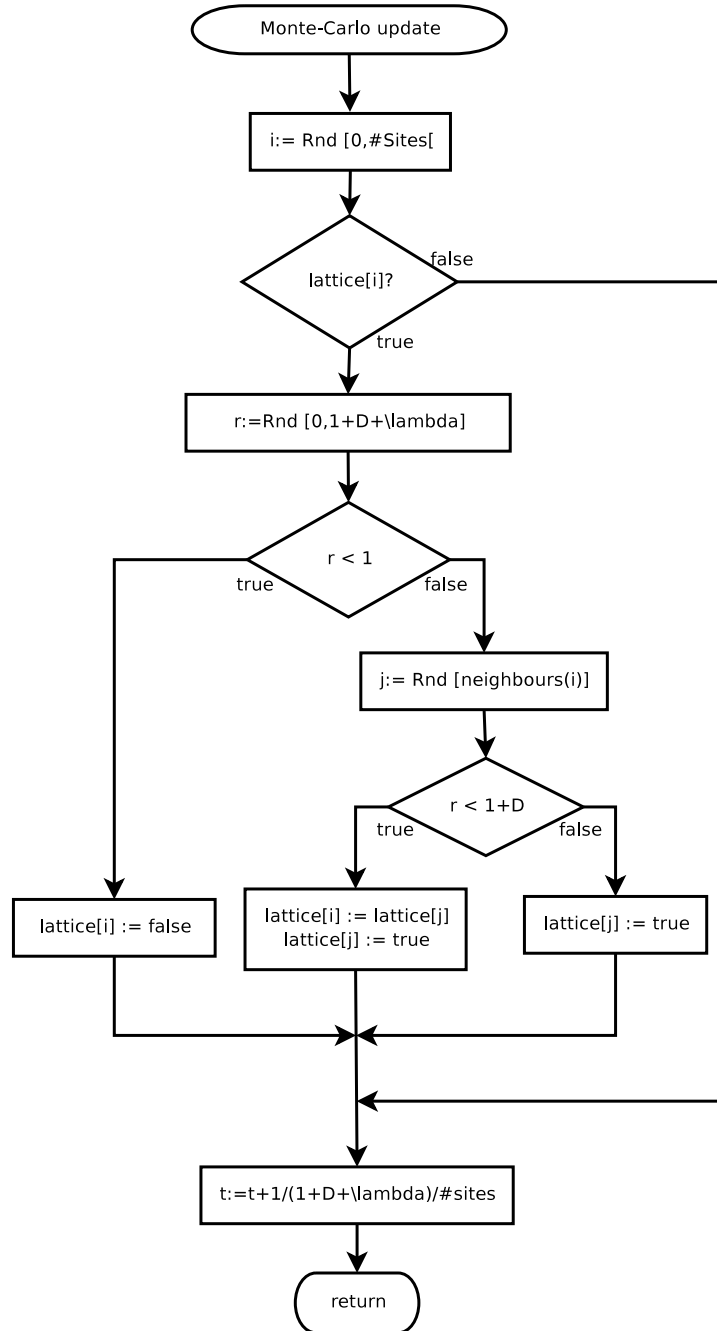 Monte-Carlo update
i:= Rnd [0,#Sites[
false
lattice[i]?
true
r:=Rnd [0,1+D+\lambda]
r < 1
true
false
j:= Rnd [neighbours(i)]
r < 1+D
true
false
lattice[i] := false
lattice[i] := lattice[j]
lattice[j] := true
lattice[j] := true
t:=t+1/(1+D+\lambda)/#sites
return